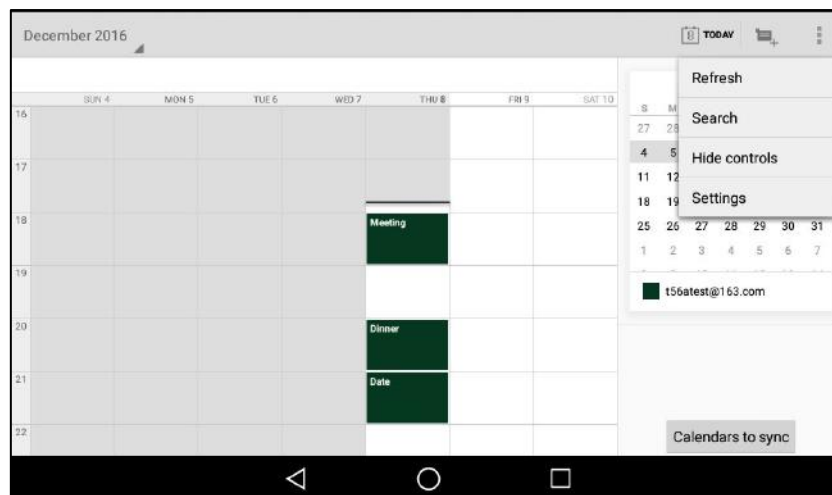 December 2016
8 TODAY
Refresh
Search
Hide controls
Settings
SUN 4 MON 5 TUE 6 WED 7 THU 8 FRI 9 SAT 10
16
17
18
19
20
21
22
Meeting
Dinner
Date
S M
27 28
4 5
11 12
18 19
25 26 27 28 29 30 31
1 2 3 4 5 6 7
t56atest@163.com
Calendars to sync